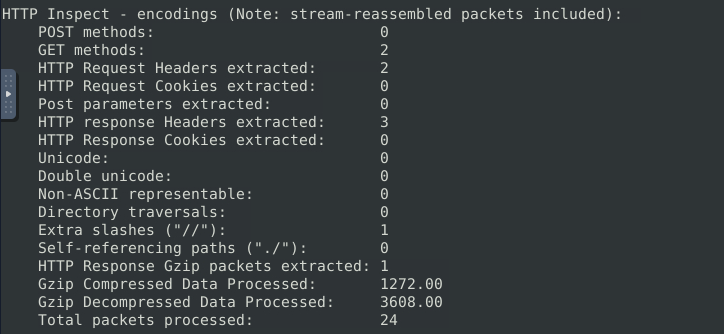 HTTP Inspect - encodings (Note: stream-reassembled packets included):
POST methods: 0
GET methods: 2
HTTP Request Headers extracted: 2
HTTP Request Cookies extracted: 0
Post parameters extracted: 0
HTTP response Headers extracted: 3
HTTP Response Cookies extracted: 0
Unicode: 0
Double unicode: 0
Non-ASCII representable: 0
Directory traversals: 0
Extra slashes ("//"): 1
Self-referencing paths ("./"): 0
HTTP Response Gzip packets extracted: 1
Gzip Compressed Data Processed: 1272.00
Gzip Decompressed Data Processed: 3608.00
Total packets processed: 24